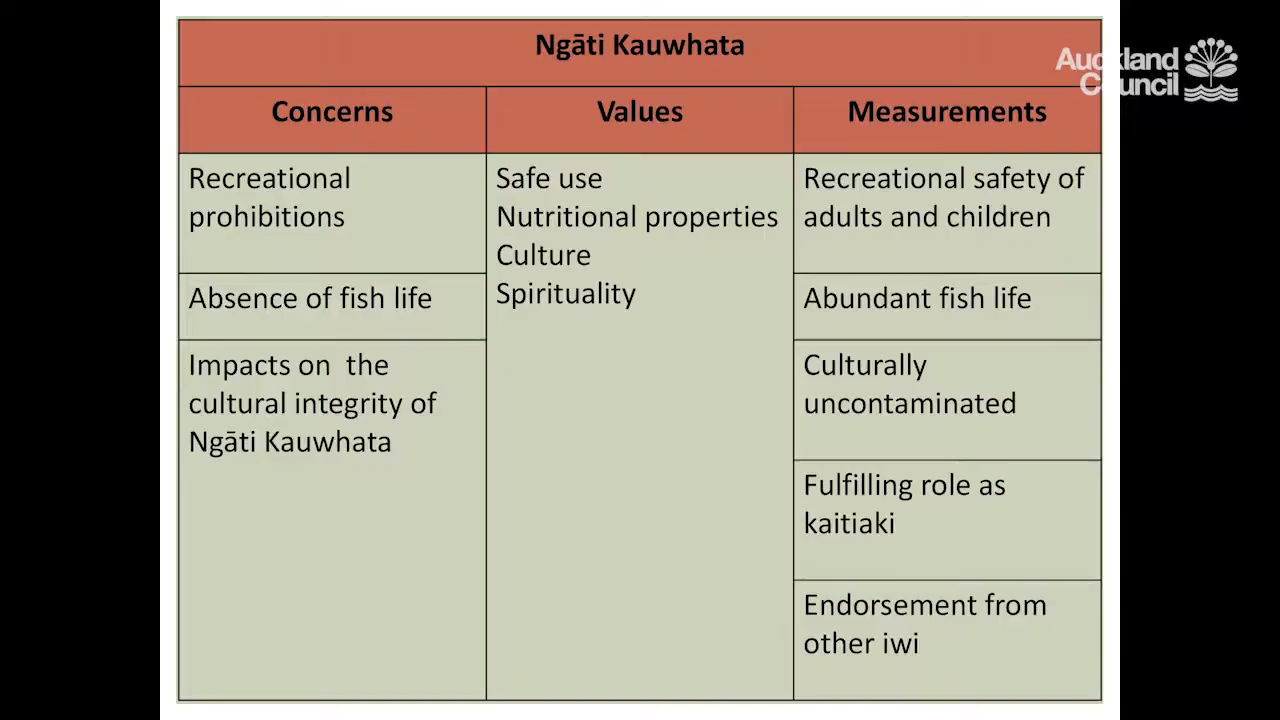 Ngāti Kauwhata
Auckland
Council
Concerns
Values
Measurements
Recreational
prohibitions
Absence of fish life
Impacts on the
cultural integrity of
Ngāti Kauwhata
Safe use
Nutritional properties
Culture
Spirituality
Recreational safety of
adults and children
Abundant fish life
Culturally
uncontaminated
Fulfilling role as
kaitiaki
Endorsement from
other iwi